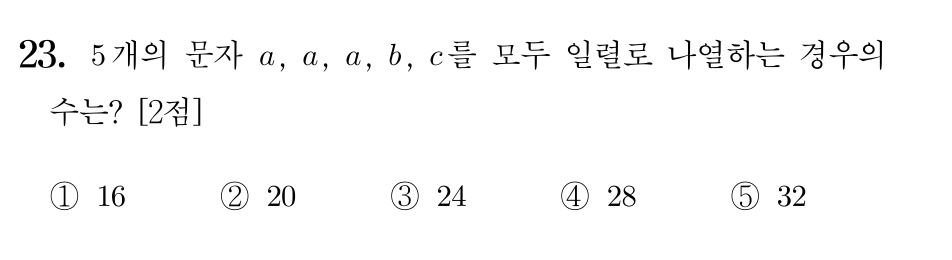 23. 5개의 문자 a, a, a, b, c를 모두 일렬로 나열하는 경우의
수는? [2점]
① 16 ② 20 ③ 24 ④ 28 ⑤ 32